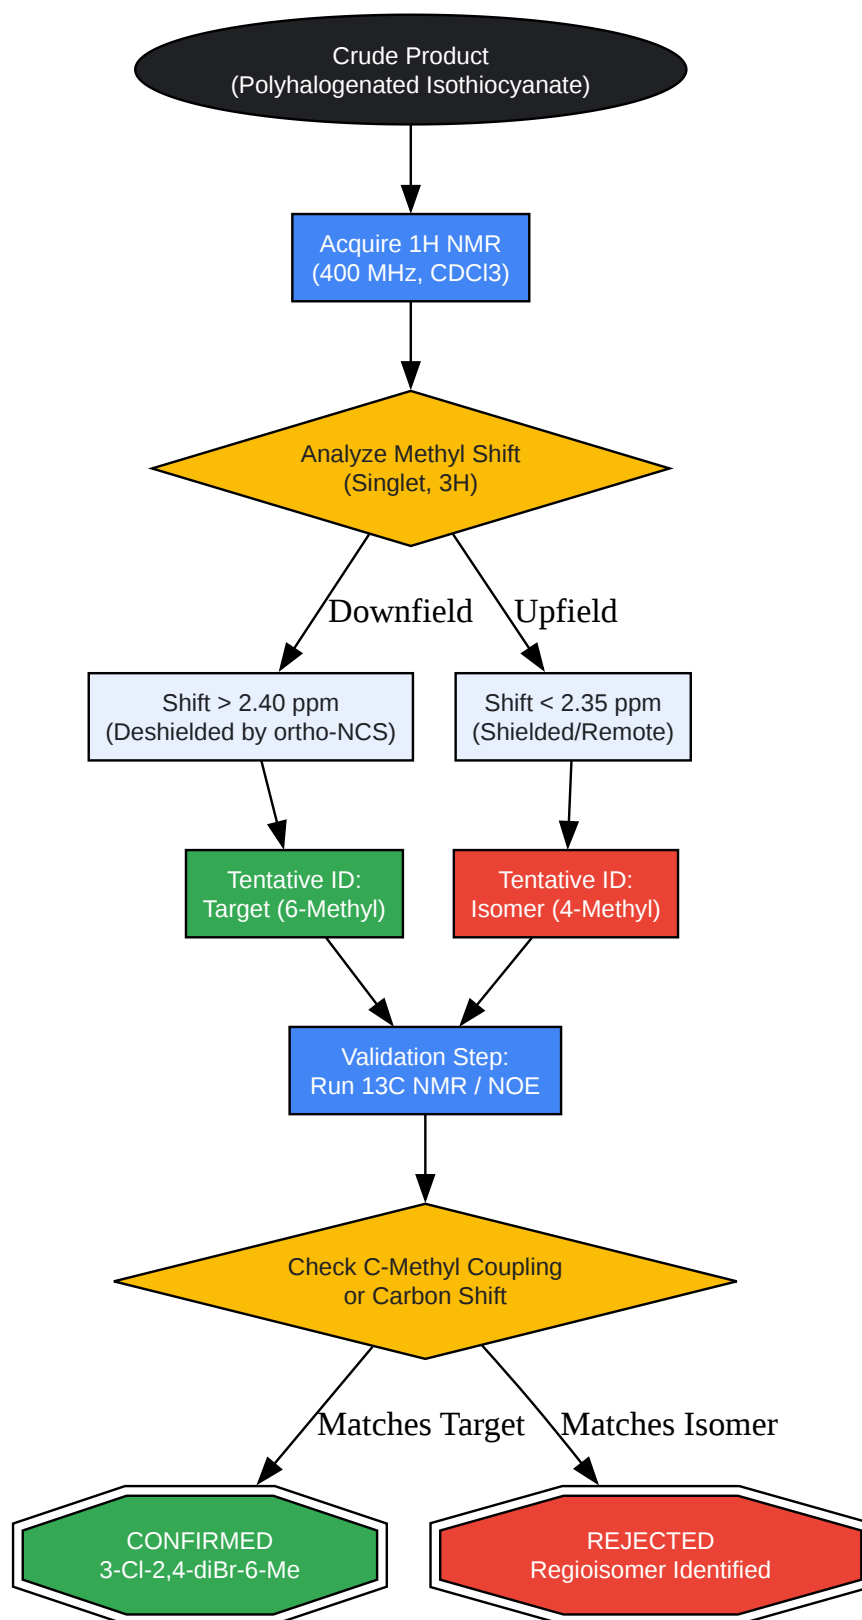 Crude Product
(Polyhalogenated Isothiocyanate)
Acquire 1H NMR
(400 MHz, CDCl3)
Analyze Methyl Shift
(Singlet, 3H)
Downfield
Upfield
Shift > 2.40 ppm
(Deshielded by ortho-NCS)
Shift < 2.35 ppm
(Shielded/Remote)
Tentative ID:
Target (6-Methyl)
Tentative ID:
Isomer (4-Methyl)
Validation Step:
Run 13C NMR / NOE
Check C-Methyl Coupling
or Carbon Shift
Matches Target
Matches Isomer
CONFIRMED
3-Cl-2,4-diBr-6-Me
REJECTED
Regioisomer Identified